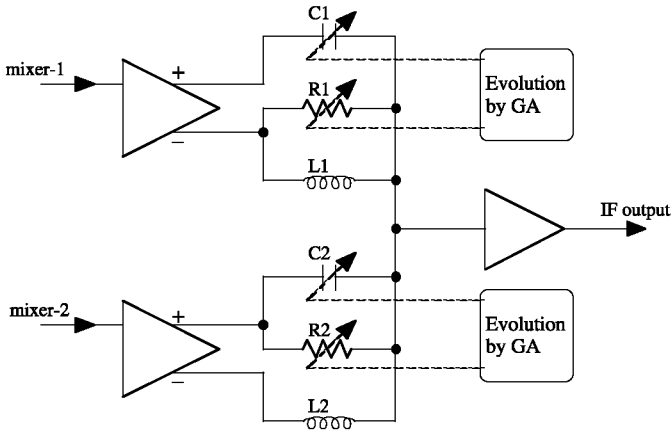 C1
mixer-1
+
R1
Evolution
by GA
−
L1
IF output
C2
mixer-2
+
R2
Evolution
by GA
−
L2